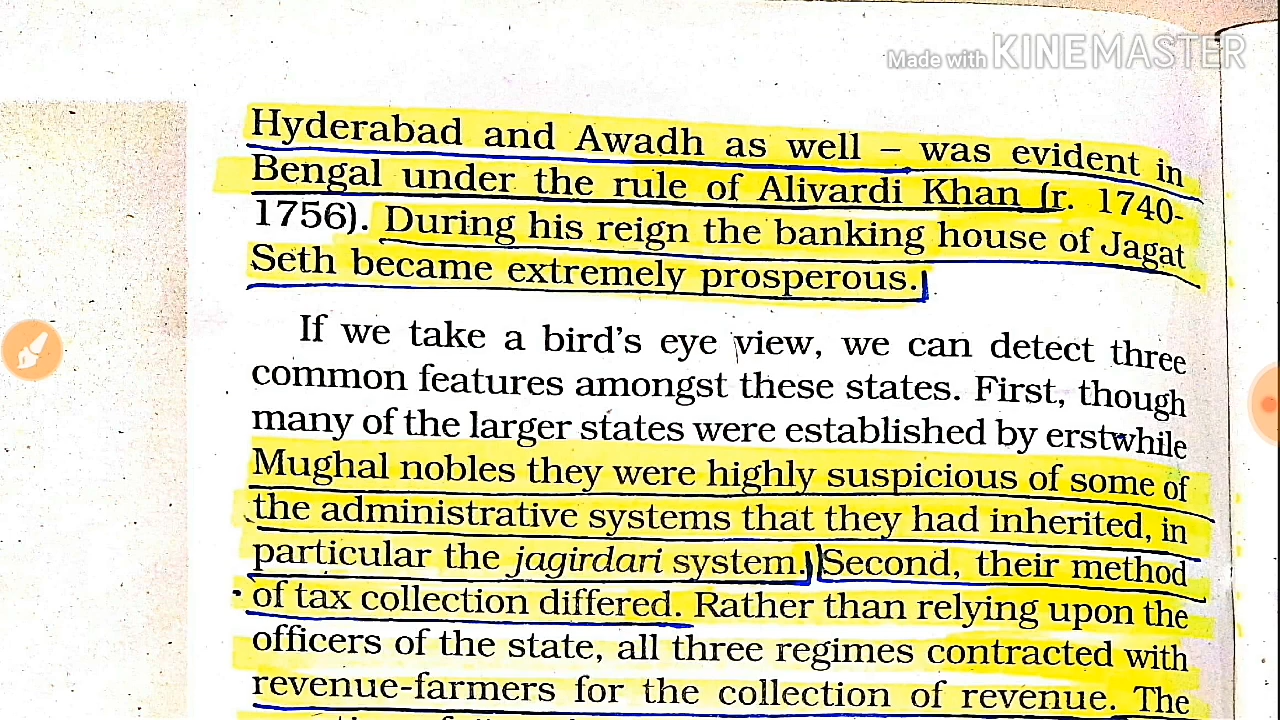 Made with KINEMASTER
Hyderabad and Awadh as well – was evident in
Bengal under the rule of Alivardi Khan (r. 1740-
1756). During his reign the banking house of Jagat
Seth became extremely prosperous.
If we take a bird's eye view, we can detect three
common features amongst these states. First, though
many of the larger states were established by erstwhile
Mughal nobles they were highly suspicious of some of
the administrative systems that they had inherited, in
particular the jagirdari system. Second, their method
of tax collection differed. Rather than relying upon the
officers of the state, all three regimes contracted with
revenue-farmers for the collection of revenue. The